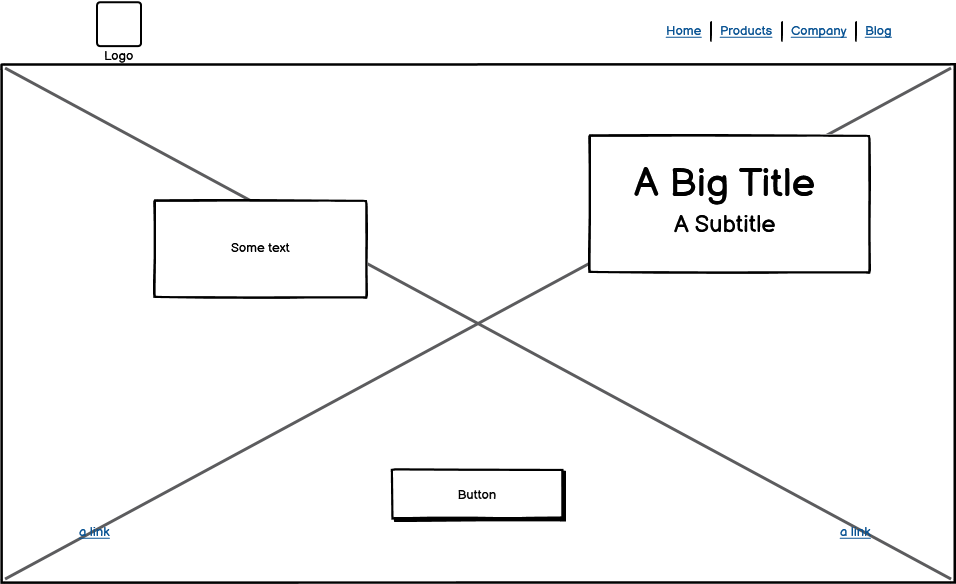 Logo
Home Products Company Blog
A Big Title
A Subtitle
Some text
Button
a link
a link